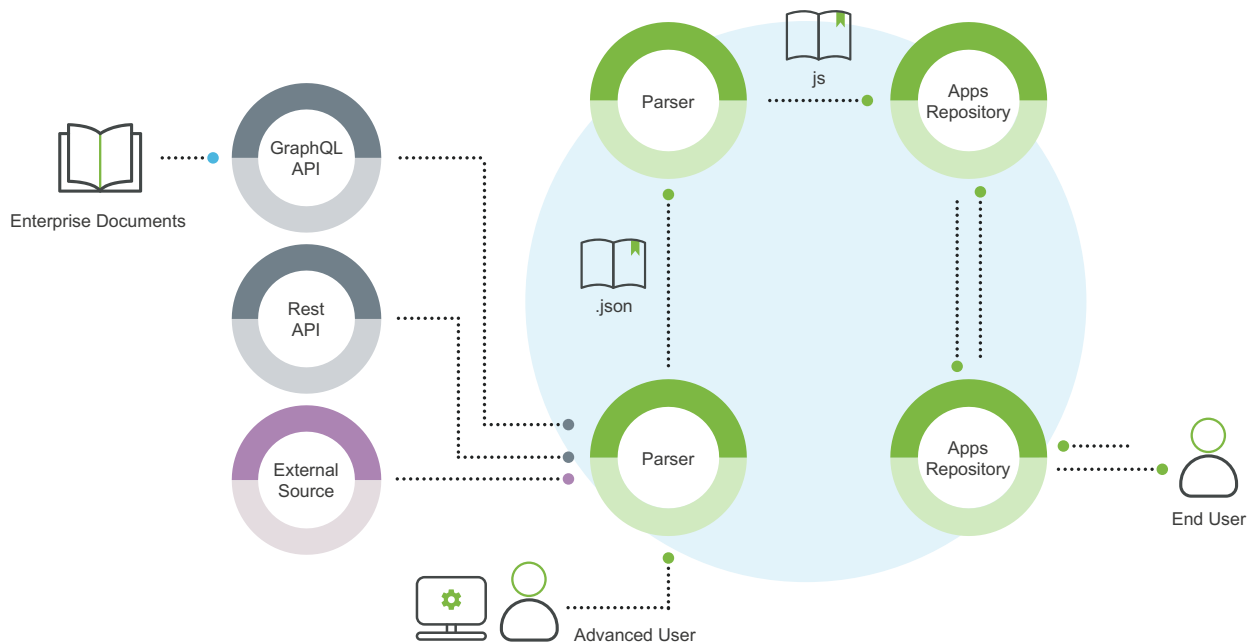 Enterprise Documents
GraphQL
API
Rest
API
External
Source
Parser
js
Apps
Repository
.json
Parser
Apps
Repository
End User
Advanced User